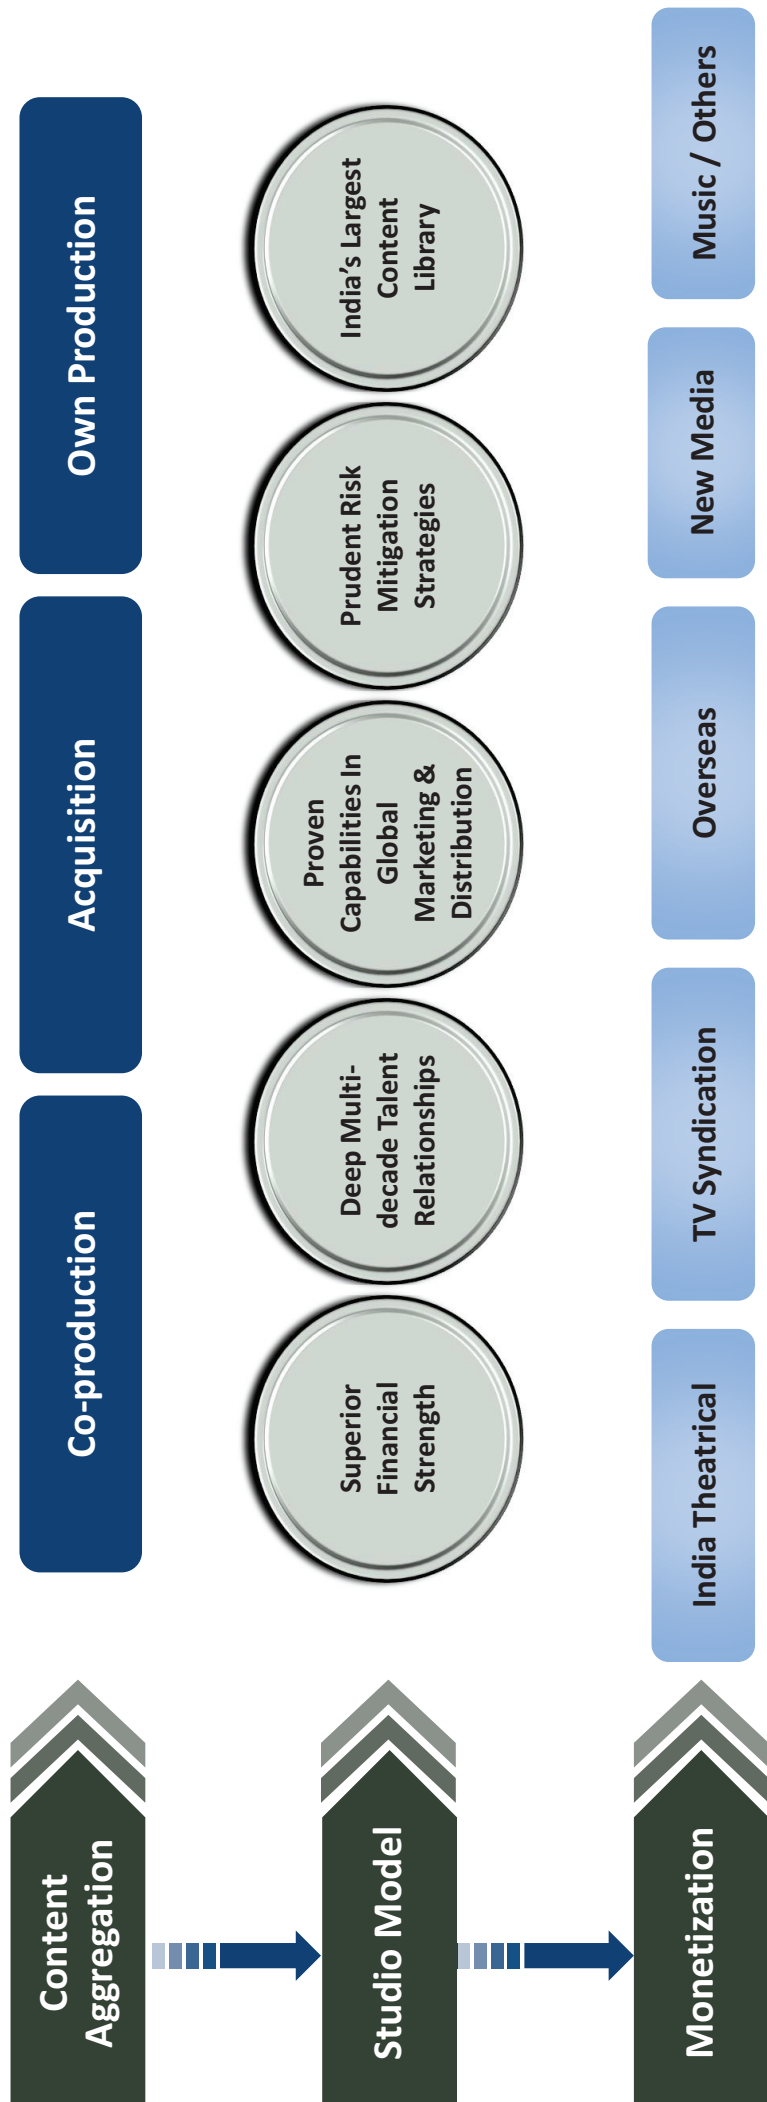 Content
Aggregation
Co-production
Acquisition
Own Production
Studio Model
Superior
Financial
Strength
Deep Multi-
decade Talent
Relationships
Proven
Capabilities In
Global
Marketing &
Distribution
Prudent Risk
Mitigation
Strategies
India’s Largest
Content
Library
Monetization
India Theatrical
TV Syndication
Overseas
New Media
Music / Others